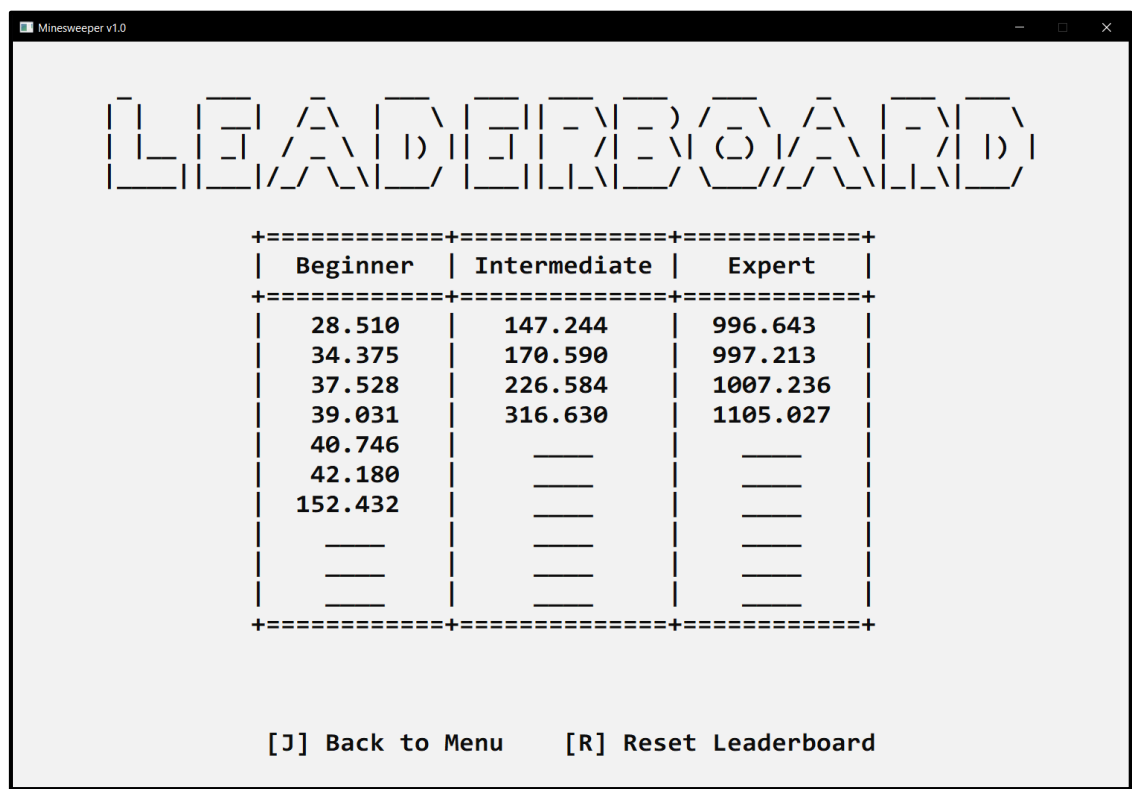 Minesweeper v1.0
LEADERBOARD
Beginner | Intermediate | Expert
28.510 | 147.244 | 996.643
34.375 | 170.590 | 997.213
37.528 | 226.584 | 1007.236
39.031 | 316.630 | 1105.027
40.746 | ____ | ____
42.180 | ____ | ____
152.432 | ____ | ____
____ | ____ | ____
____ | ____ | ____
____ | ____ | ____
[J] Back to Menu [R] Reset Leaderboard